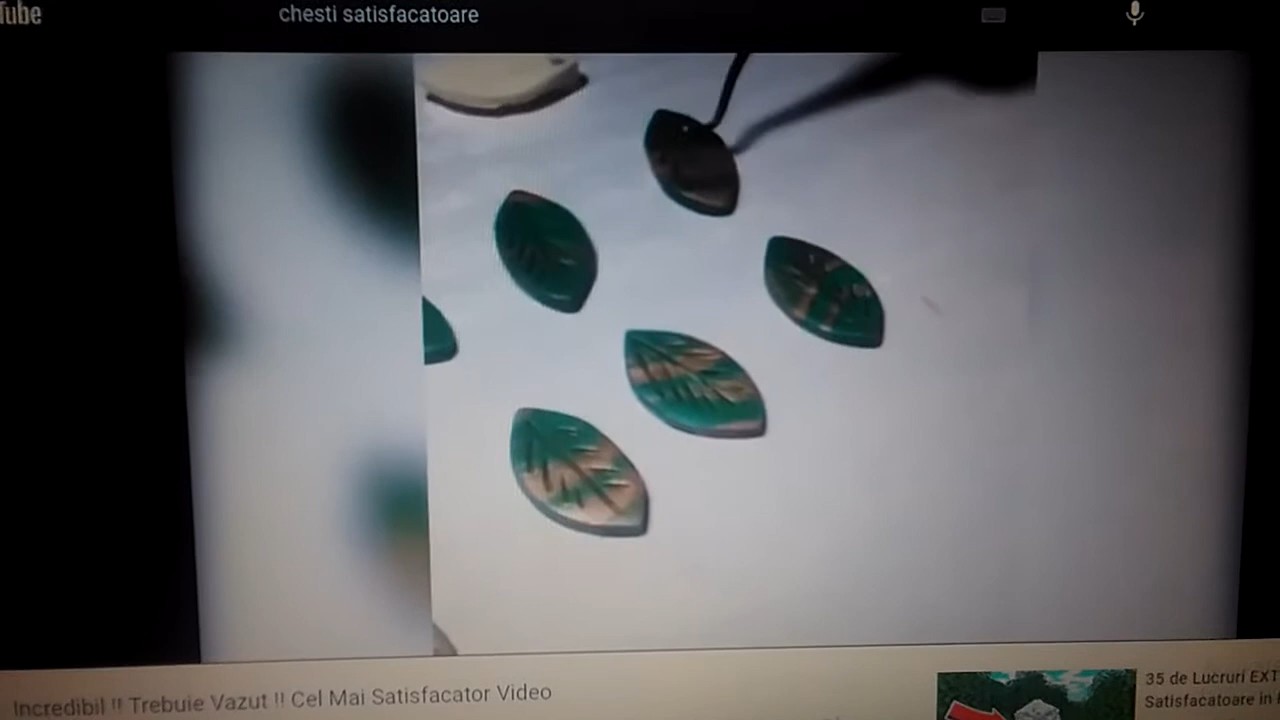 Tube
chesti satisfacatoare
Incredibil !! Trebuie Vazut !! Cel Mai Satisfacator Video
35 de Lucruri EXT
Satisfacatoare in